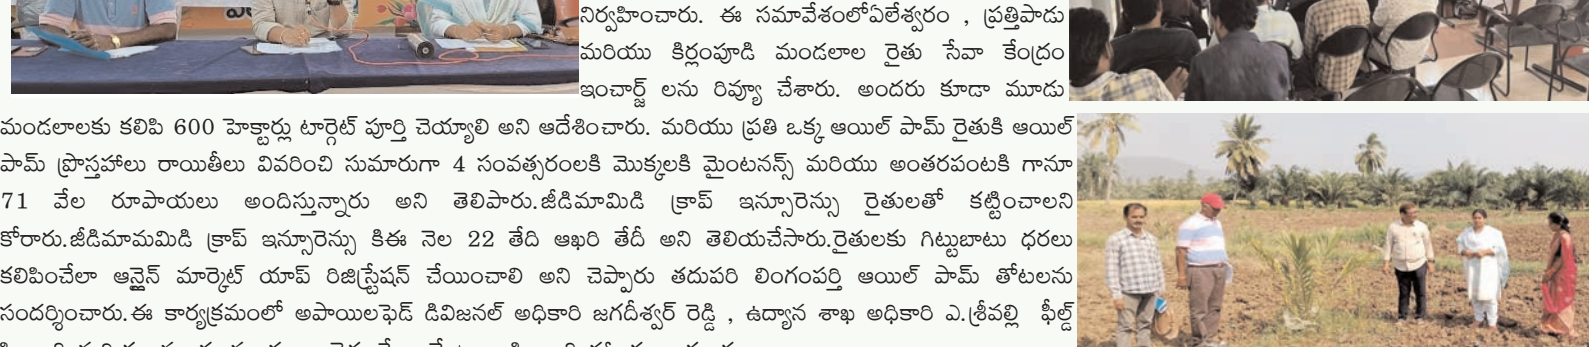 నిర్వహించారు. ఈ సమావేశంలోఏలేశ్వరం , ప్రత్తిపాడు
మరియు కిర్లంపూడి మండలాల రైతు సేవా కేంద్రం
ఇంచార్జ్ లను రివ్యూ చేశారు. అందరు కూడా మూడు
మండలాలకు కలిపి 600 హెక్టార్లు టార్గెట్ పూర్తి చెయ్యాలి అని ఆదేశించారు. మరియు ప్రతి ఒక్క ఆయిల్ పామ్ రైతుకి ఆయిల్
పామ్ ప్రొస్తహాలు రాయితీలు వివరించి సుమారుగా 4 సంవత్సరంలకి మొక్కలకి మైంటనన్స్ మరియు అంతరపంటకి గానూ
71 వేల రూపాయలు అందిస్తున్నారు అని తెలిపారు.జీడిమామిడి క్రాప్ ఇన్సూరెన్సు రైతులతో కట్టించాలని
కోరారు.జీడిమామమిడి క్రాప్ ఇన్సూరెన్సు కిఈ నెల 22 తేది ఆఖరి తేదీ అని తెలియచేసారు.రైతులకు గిట్టుబాటు ధరలు
కలిపించేలా ఆన్లైన్ మార్కెట్ యాప్ రిజిస్ట్రేషన్ చేయించాలి అని చెప్పారు తదుపరి లింగంపర్తి ఆయిల్ పామ్ తోటలను
సందర్శించారు.ఈ కార్యక్రమంలో అపాయిలఫెడ్ డివిజనల్ అధికారి జగదీశ్వర్ రెడ్డి , ఉద్యాన శాఖ అధికారి ఎ.శ్రీవల్లి ఫీల్డ్